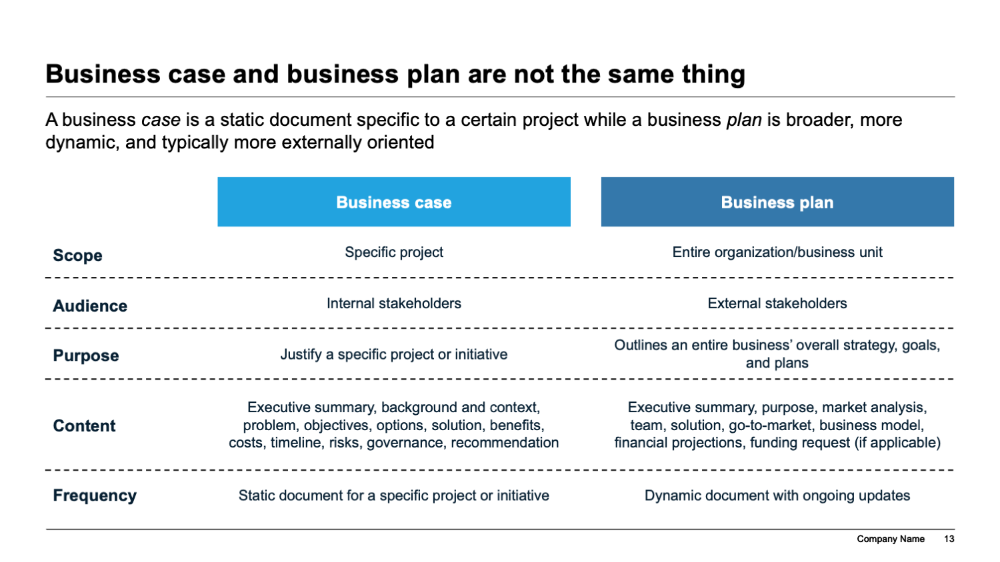 Business case and business plan are not the same thing
A business case is a static document specific to a certain project while a business plan is broader, more
dynamic, and typically more externally oriented
Business case
Business plan
Scope
Specific project
Entire organization/business unit
Audience
Internal stakeholders
External stakeholders
Purpose
Justify a specific project or initiative
Outlines an entire business’ overall strategy, goals,
and plans
Content
Executive summary, background and context,
problem, objectives, options, solution, benefits,
costs, timeline, risks, governance, recommendation
Executive summary, purpose, market analysis,
team, solution, go-to-market, business model,
financial projections, funding request (if applicable)
Frequency
Static document for a specific project or initiative
Dynamic document with ongoing updates
Company Name 13